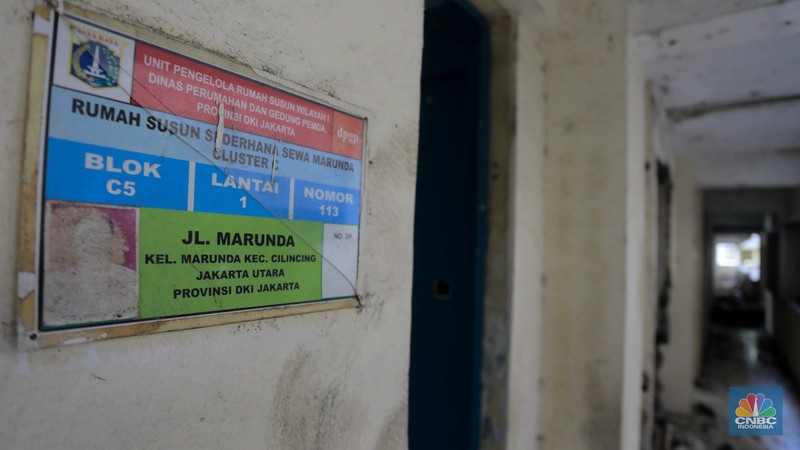 JAYA RAYA
UNIT PENGELOLA RUMAH SUSUN WILAYAH I
DINAS PERUMAHAN DAN GEDUNG PEMDA
PROVINSI DKI JAKARTA
dpgp
RUMAH SUSUN SEDERHANA SEWA MARUNDA
CLUSTER C
BLOK
C5
LANTAI
1
NOMOR
113
JL. MARUNDA
KEL. MARUNDA KEC. CILINCING
JAKARTA UTARA
PROVINSI DKI JAKARTA
NO. SP.
CNBC
INDONESIA